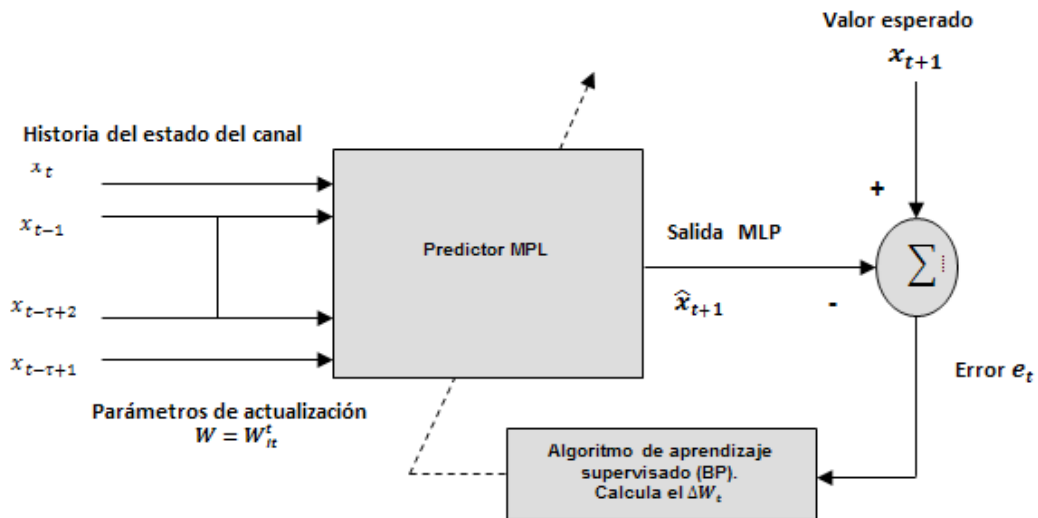 Valor esperado
x_{t+1}
Historia del estado del canal
x_t
x_{t-1}
x_{t-τ+2}
x_{t-τ+1}
Predictor MPL
Salida MLP
x̂_{t+1}
+
-
∑
Error e_t
Parámetros de actualización
W = W_{it}^t
Algoritmo de aprendizaje
supervisado (BP).
Calcula el ΔW_t